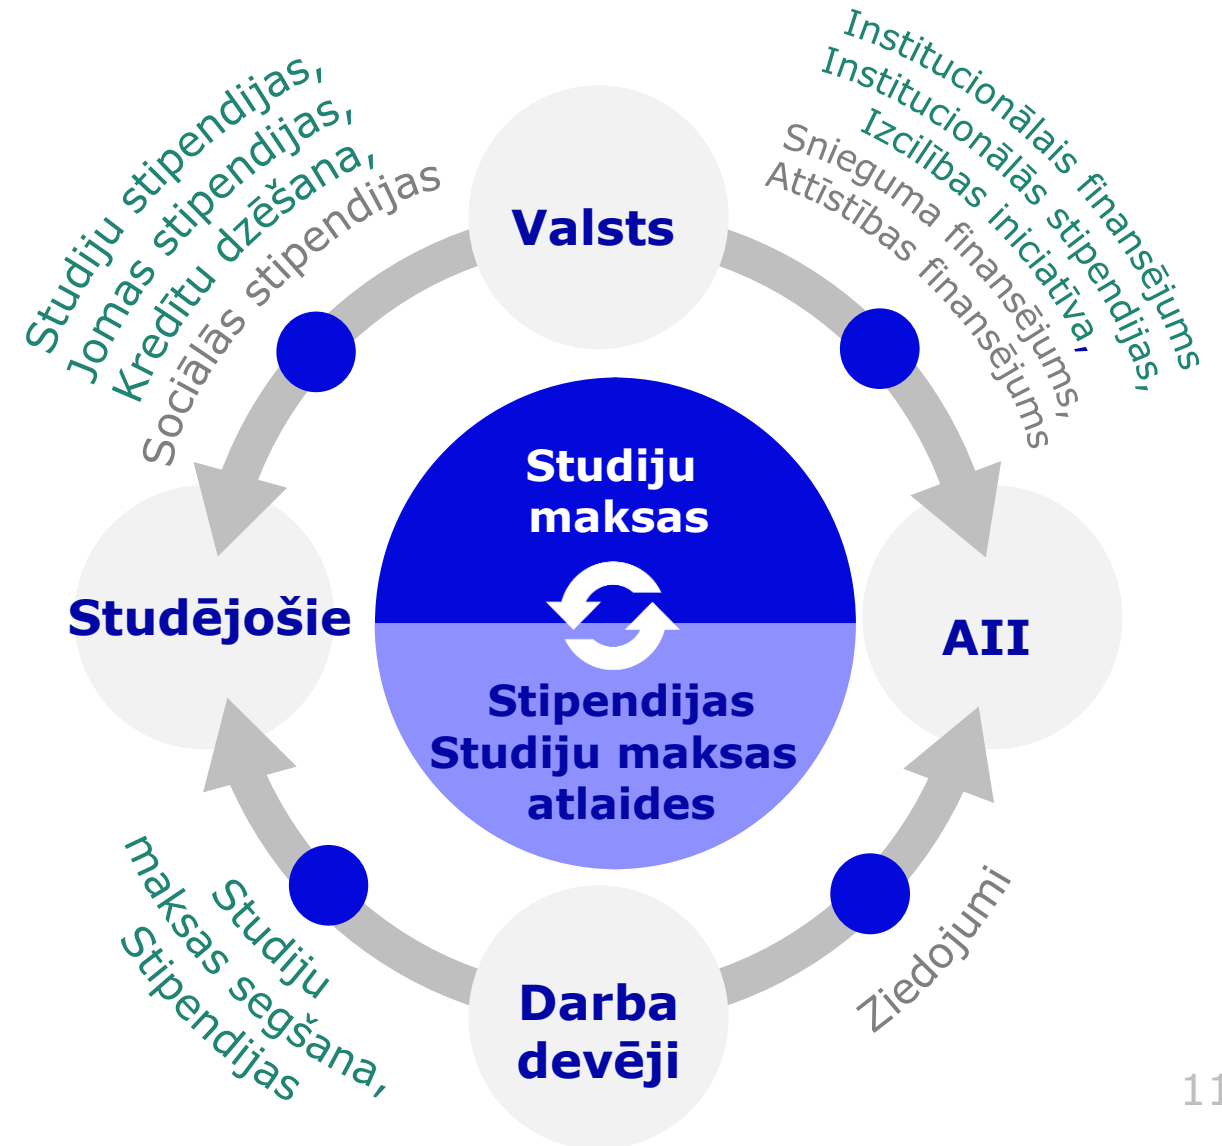 Studiju stipendijas,
Jomas stipendijas,
Kredītu dzēšana,
Sociālās stipendijas
Valsts
Institucionālais finansējums
Institucionālās stipendijas,
Izcilības iniciatīva,
Snieguma finansējums,
Attīstības finansējums
Studiju
maksas
Studējošie
AII
Stipendijas
Studiju maksas
atlaides
Studiju
maksas segšana,
Stipendijas
Darba
devēji
Ziedojumi
11